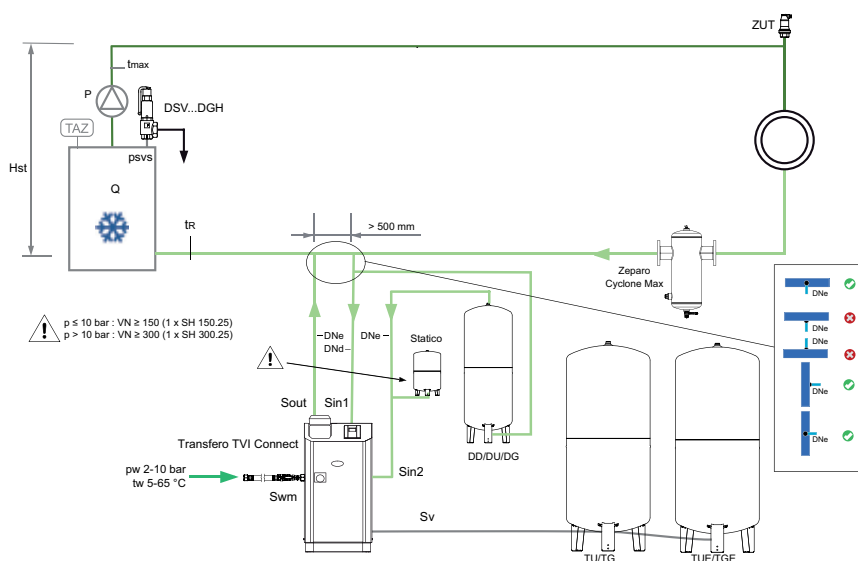 ZUT
tmax
P
DSV...DGH
TAZ
psvs
Hst
Q
tR
> 500 mm
Zeparo
Cyclone Max
DNe
DNe
DNe
DNe
p ≤ 10 bar : VN ≥ 150 (1 x SH 150.25)
p > 10 bar : VN ≥ 300 (1 x SH 300.25)
DNe
DNd
DNe
Statico
Sout
Sin1
Transfero TVI Connect
DD/DU/DG
pw 2-10 bar
tw 5-65 °C
Sin2
Swm
Sv
TU/TG
TUE/TGE